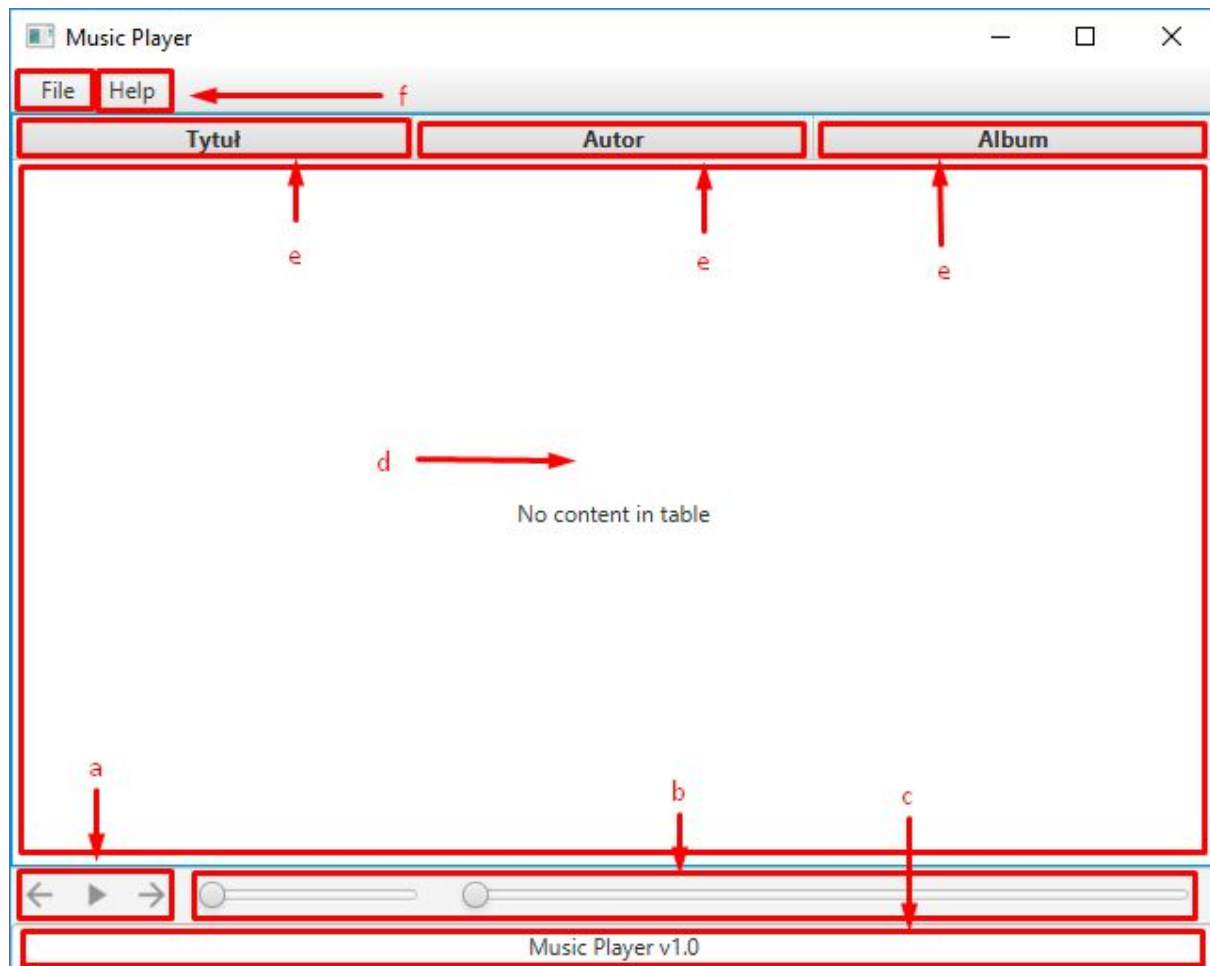 Music Player
File Help f
Tytuł Autor Album
e e e
d
No content in table
a
b c
Music Player v1.0